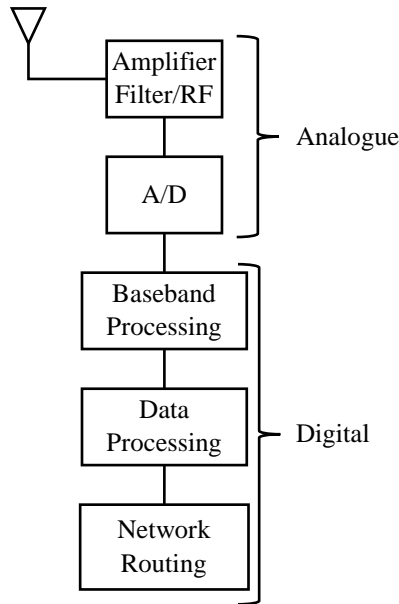 Amplifier
Filter/RF
Analogue
A/D
Baseband
Processing
Data
Processing
Digital
Network
Routing